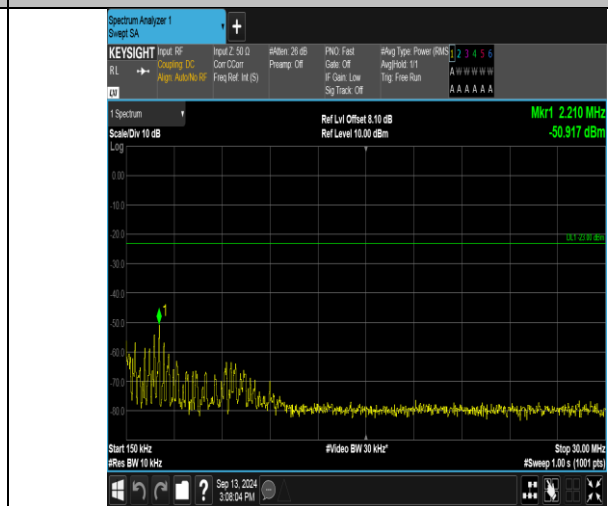 Spectrum Analyzer 1
Swept SA
+
KEYSIGHT Input: RF Input Z: 50 Ω #Atten: 26 dB PNO: Fast #Avg Type: Power (RMS 1 2 3 4 5 6
RL Coupling: DC Corr CCorr Preamp: Off Gate: Off Avg|Hold: 1/1 A W W W W W
Align: Auto/No RF Freq Ref: Int (S) IF Gain: Low Trig: Free Run
LXI Sig Track: Off A A A A A A
1 Spectrum Ref Lvl Offset 8.10 dB Mkr1 2.210 MHz
Scale/Div 10 dB Ref Level 10.00 dBm -50.917 dBm
Log
0.00
-10.0
-20.0
DL1 -23.00 dBm
-30.0
-40.0
1
-50.0
-60.0
-70.0
-80.0
Start 150 kHz #Video BW 30 kHz* Stop 30.00 MHz
#Res BW 10 kHz #Sweep 1.00 s (1001 pts)
? Sep 13, 2024
3:08:04 PM